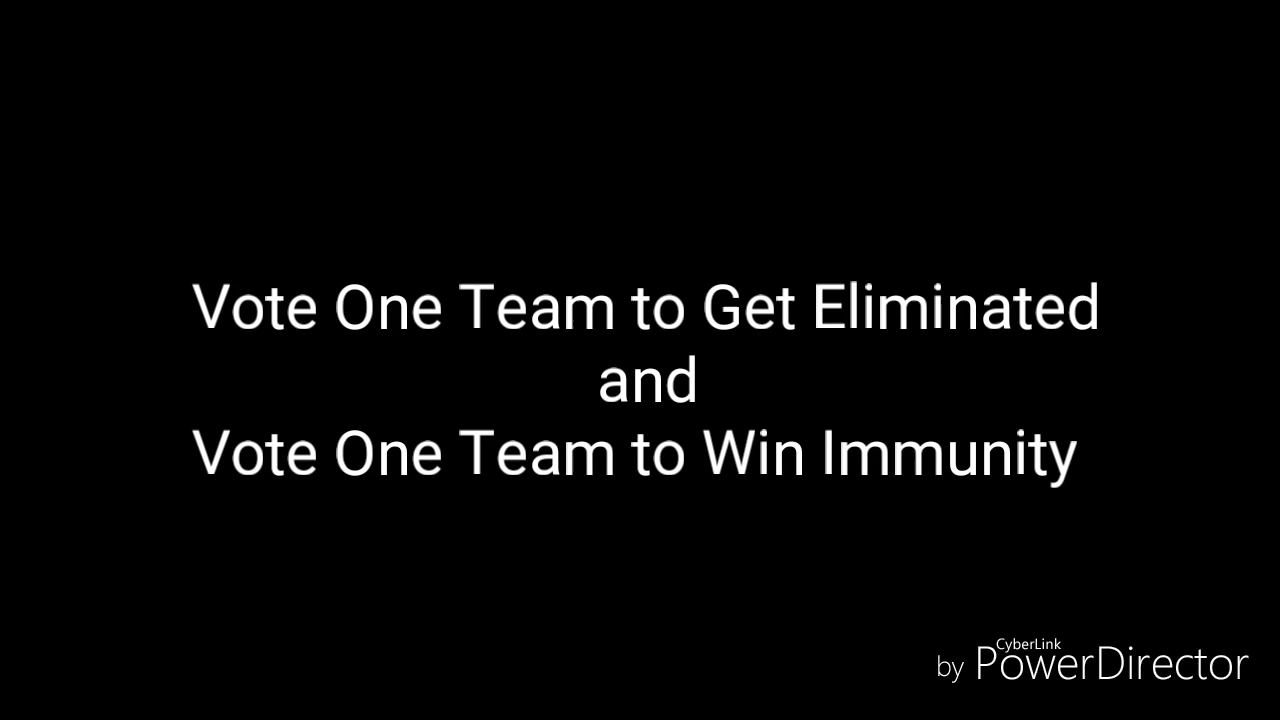 Vote One Team to Get Eliminated
and
Vote One Team to Win Immunity
CyberLink
by PowerDirector